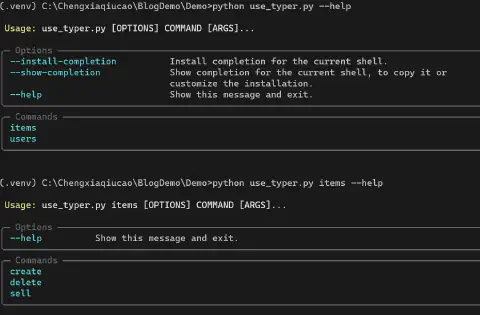 (.venv) C:\Chengxiaqiucao\BlogDemo\Demo>python use_typer.py --help
Usage: use_typer.py [OPTIONS] COMMAND [ARGS]...
Options
--install-completion Install completion for the current shell.
--show-completion Show completion for the current shell, to copy it or
customize the installation.
--help Show this message and exit.
Commands
items
users
(.venv) C:\Chengxiaqiucao\BlogDemo\Demo>python use_typer.py items --help
Usage: use_typer.py items [OPTIONS] COMMAND [ARGS]...
Options
--help Show this message and exit.
Commands
create
delete
sell